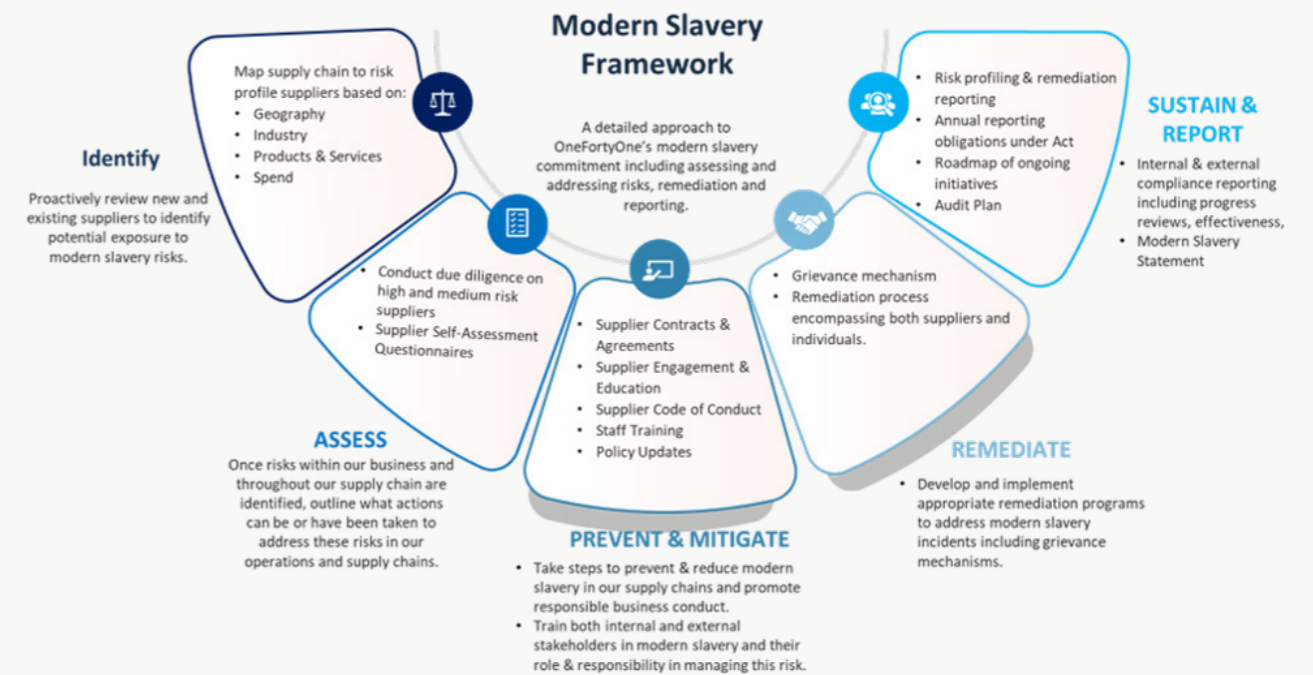 Modern Slavery
Framework
A detailed approach to
OneFortyOne's modern slavery
commitment including assessing and
addressing risks, remediation and
reporting.
Identify
Proactively review new and
existing suppliers to identify
potential exposure to
modern slavery risks.
Map supply chain to risk
profile suppliers based on:
• Geography
• Industry
• Products & Services
• Spend
ASSESS
Once risks within our business and
throughout our supply chain are
identified, outline what actions
can be or have been taken to
address these risks in our
operations and supply chains.
• Conduct due diligence on
high and medium risk
suppliers
• Supplier Self-Assessment
Questionnaires
PREVENT & MITIGATE
• Take steps to prevent & reduce modern
slavery in our supply chains and promote
responsible business conduct.
• Train both internal and external
stakeholders in modern slavery and their
role & responsibility in managing this risk.
• Supplier Contracts &
Agreements
• Supplier Engagement &
Education
• Supplier Code of Conduct
• Staff Training
• Policy Updates
REMEDIATE
• Develop and implement
appropriate remediation programs
to address modern slavery
incidents including grievance
mechanisms.
• Grievance mechanism
• Remediation process
encompassing both suppliers and
individuals.
SUSTAIN &
REPORT
• Internal & external
compliance reporting
including progress
reviews, effectiveness,
• Modern Slavery
Statement
• Risk profiling & remediation
reporting
• Annual reporting
obligations under Act
• Roadmap of ongoing
initiatives
• Audit Plan